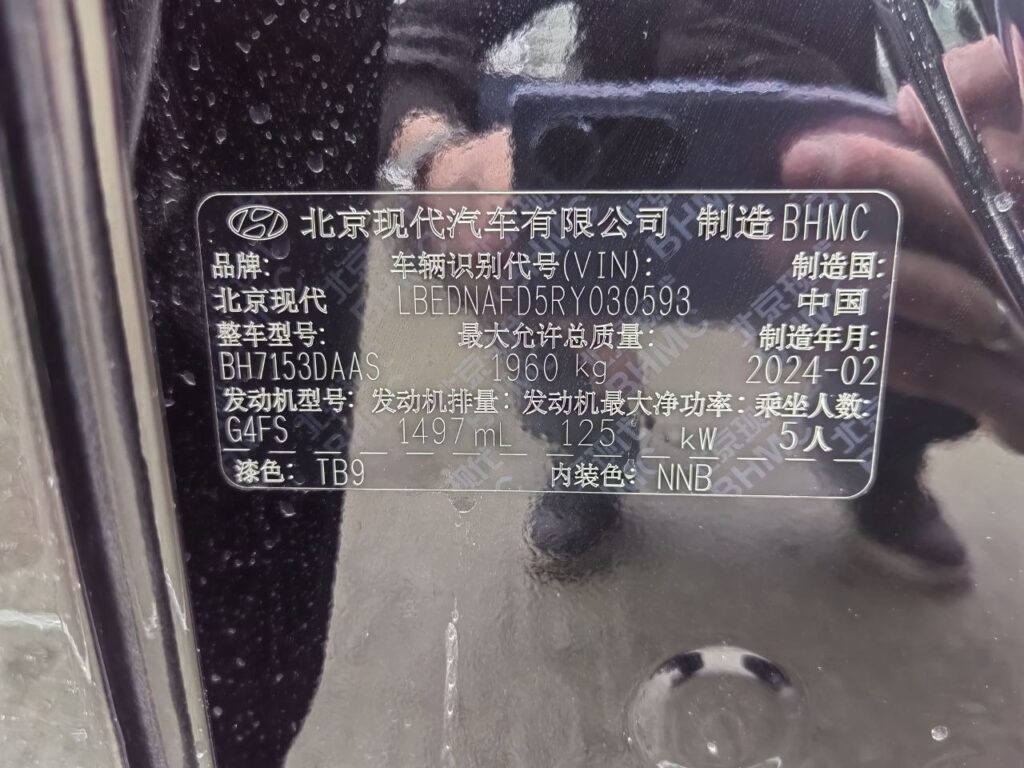 北京现代汽车有限公司 制造 BHMC
品牌: 车辆识别代号(VIN): 制造国:
北京现代 LBEDNAFD5RY030593 中国
整车型号: 最大允许总质量: 制造年月:
BH7153DAAS 1960 kg 2024-02
发动机型号: 发动机排量: 发动机最大净功率: 乘坐人数:
G4FS 1497 mL 125 kW 5人
漆色: TB9 内装色: NNB